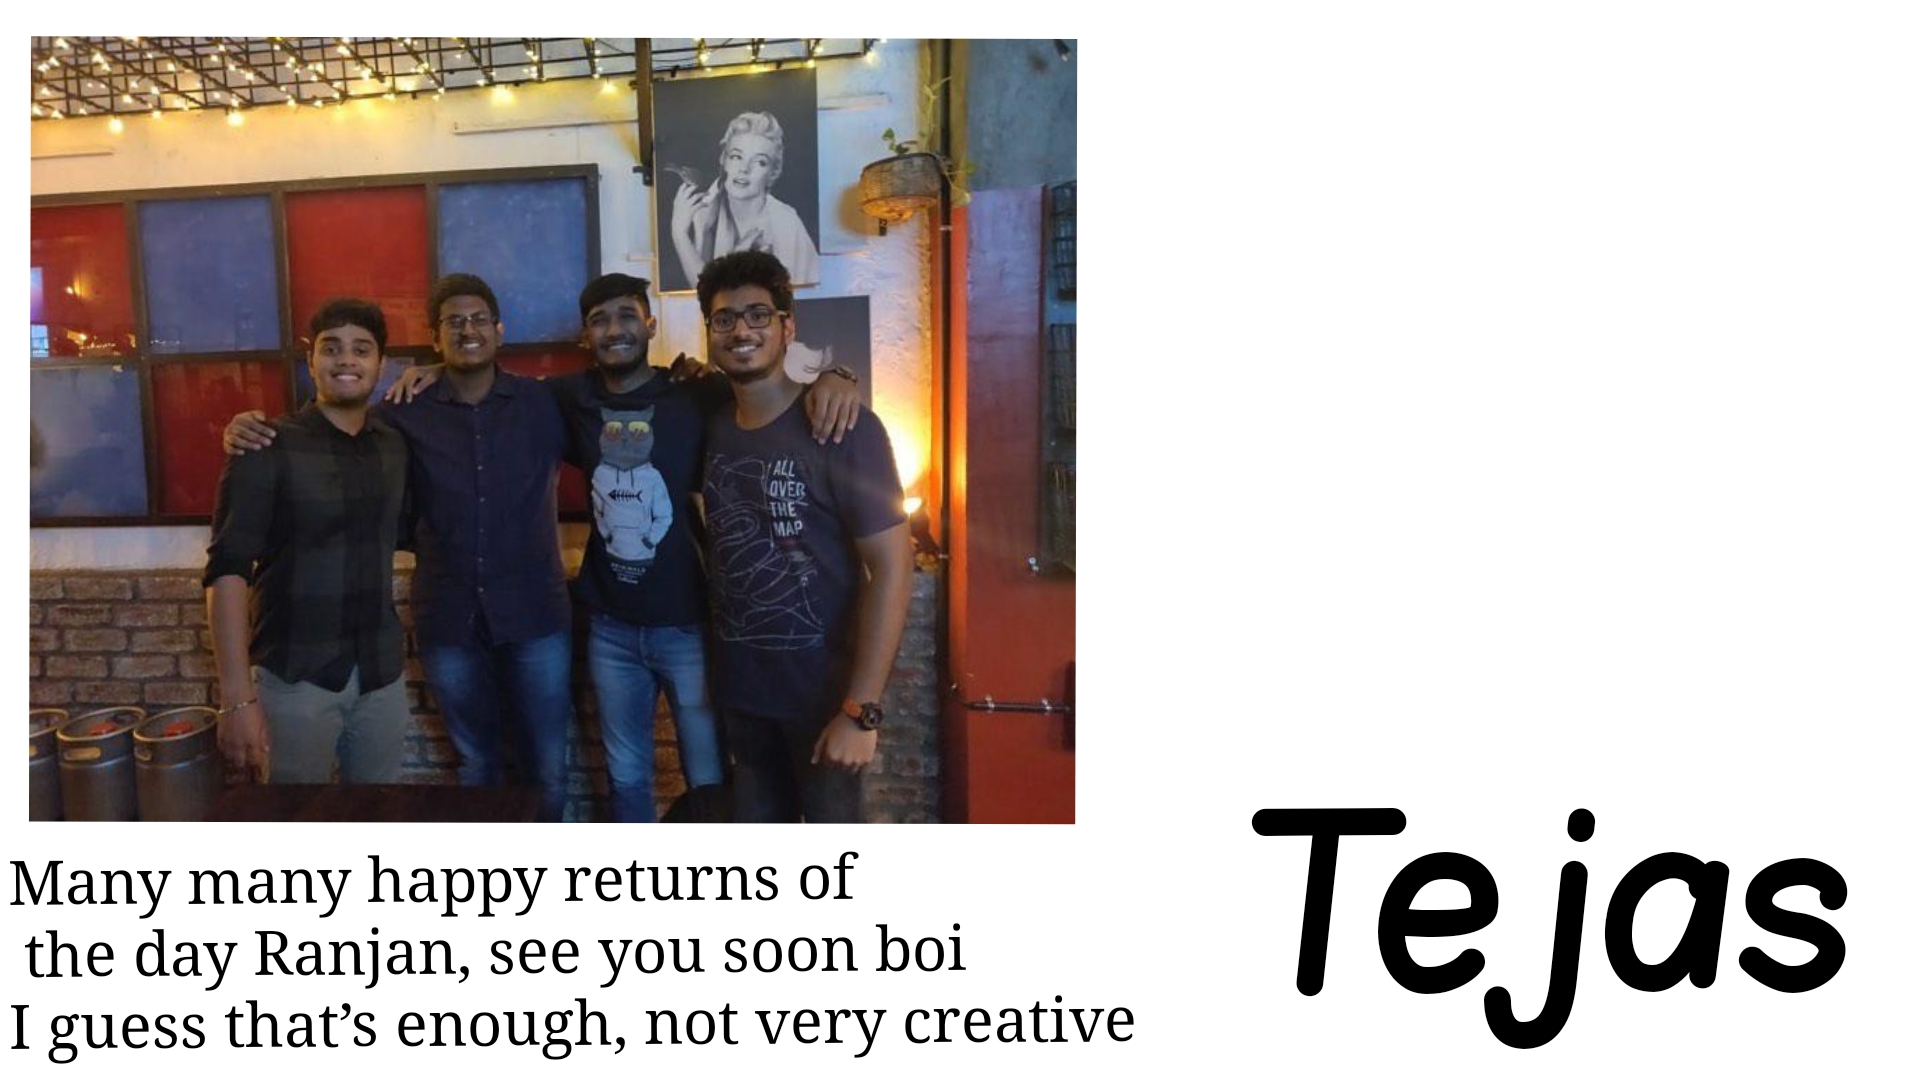 ALL
OVER
THE
MAP
Many many happy returns of
the day Ranjan, see you soon boi
I guess that’s enough, not very creative
Tejas